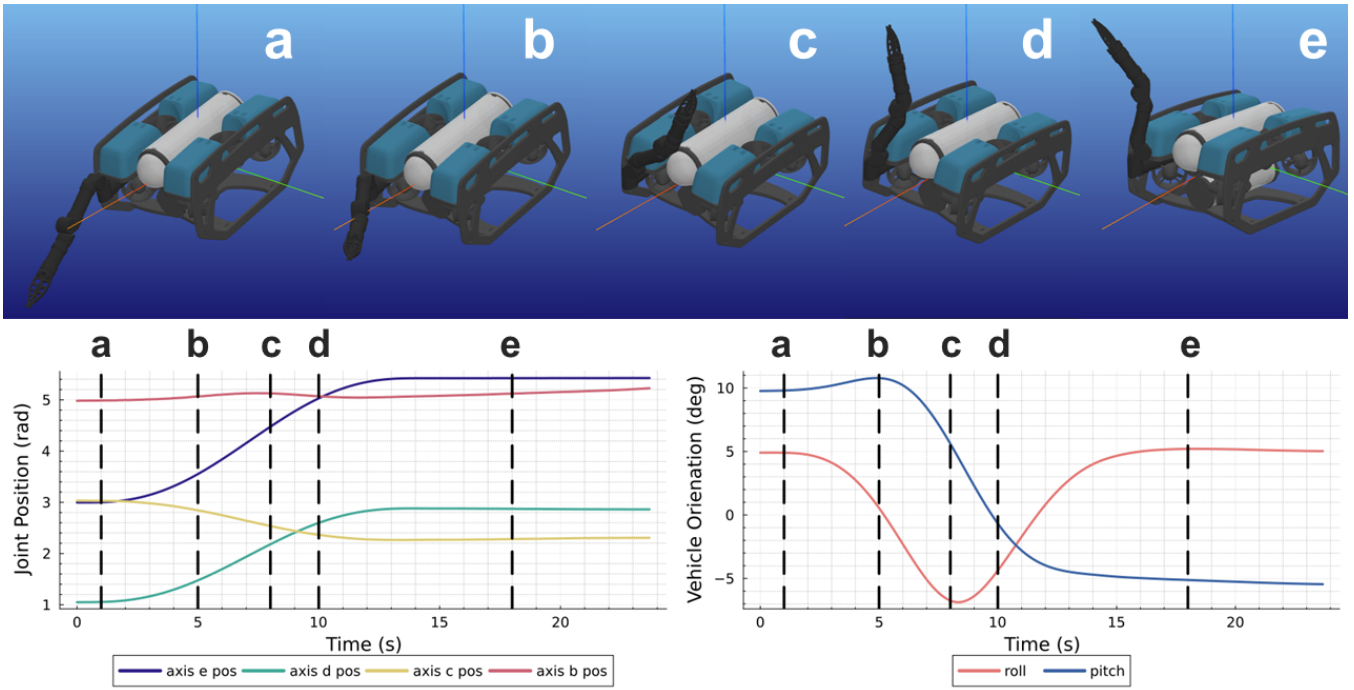 a b c d e
a b c d e
a b c d e
Joint Position (rad)
5
4
3
2
1
0 5 10 15 20
Time (s)
axis e pos axis d pos axis c pos axis b pos
Vehicle Orienation (deg)
10
5
0
−5
0 5 10 15 20
Time (s)
roll pitch